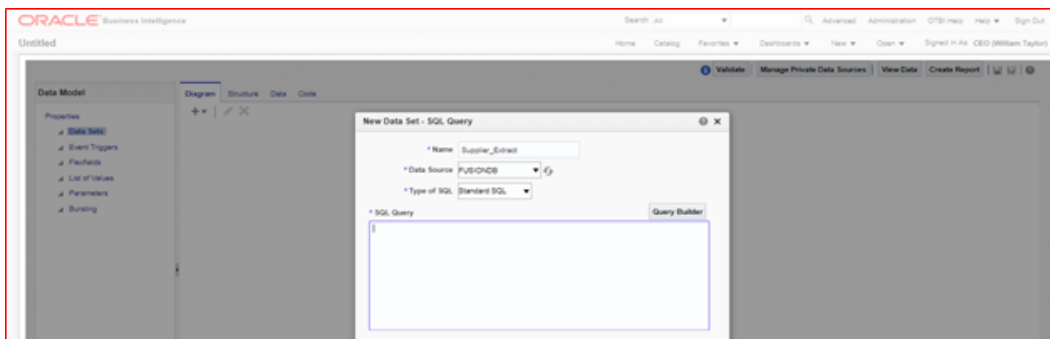 ORACLE Business Intelligence Search All Advanced Administration OTBI Help Help Sign Out
Untitled Home Catalog Favorites Dashboards New Open Signed In As CEO (William Taylor)
Validate Manage Private Data Sources View Data Create Report
Data Model Diagram Structure Data Code
Properties
Data Sets
Event Triggers
Flexfields
List of Values
Parameters
Bursting
New Data Set - SQL Query
* Name Supplier_Extract
* Data Source FUSIONDB
* Type of SQL Standard SQL
* SQL Query Query Builder